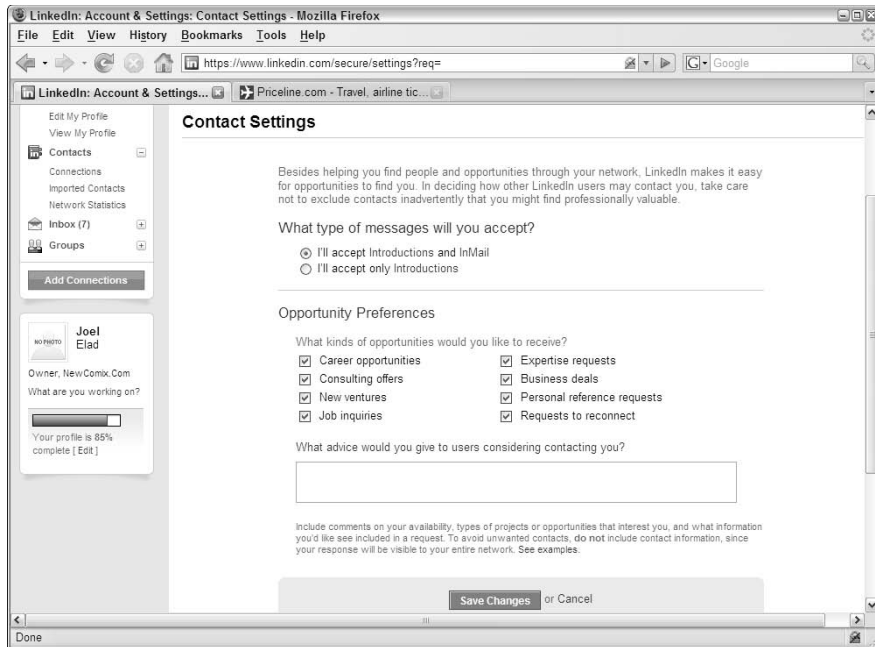 LinkedIn: Account & Settings: Contact Settings - Mozilla Firefox
File Edit View History Bookmarks Tools Help
https://www.linkedin.com/secure/settings?req=
G Google
LinkedIn: Account & Settings...
Priceline.com - Travel, airline tic...
Edit My Profile
View My Profile
Contacts
Connections
Imported Contacts
Network Statistics
Inbox (7)
Groups
Add Connections
NO PHOTO
Joel
Elad
Owner, NewComix.Com
What are you working on?
Your profile is 85%
complete [ Edit ]
Contact Settings
Besides helping you find people and opportunities through your network, LinkedIn makes it easy
for opportunities to find you. In deciding how other LinkedIn users may contact you, take care
not to exclude contacts inadvertently that you might find professionally valuable.
What type of messages will you accept?
I'll accept Introductions and InMail
I'll accept only Introductions
Opportunity Preferences
What kinds of opportunities would you like to receive?
Career opportunities
Consulting offers
New ventures
Job inquiries
Expertise requests
Business deals
Personal reference requests
Requests to reconnect
What advice would you give to users considering contacting you?
Include comments on your availability, types of projects or opportunities that interest you, and what information
you'd like see included in a request. To avoid unwanted contacts, do not include contact information, since
your response will be visible to your entire network. See examples.
Save Changes or Cancel
Done